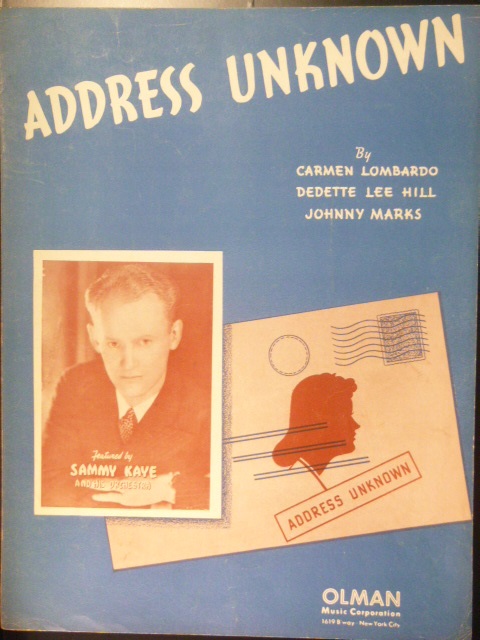 ADDRESS UNKNOWN
By
CARMEN LOMBARDO
DEDETTE LEE HILL
JOHNNY MARKS
Featured by
SAMMY KAYE
AND HIS ORCHESTRA
ADDRESS UNKNOWN
OLMAN
Music Corporation
1619 B'way · New York City